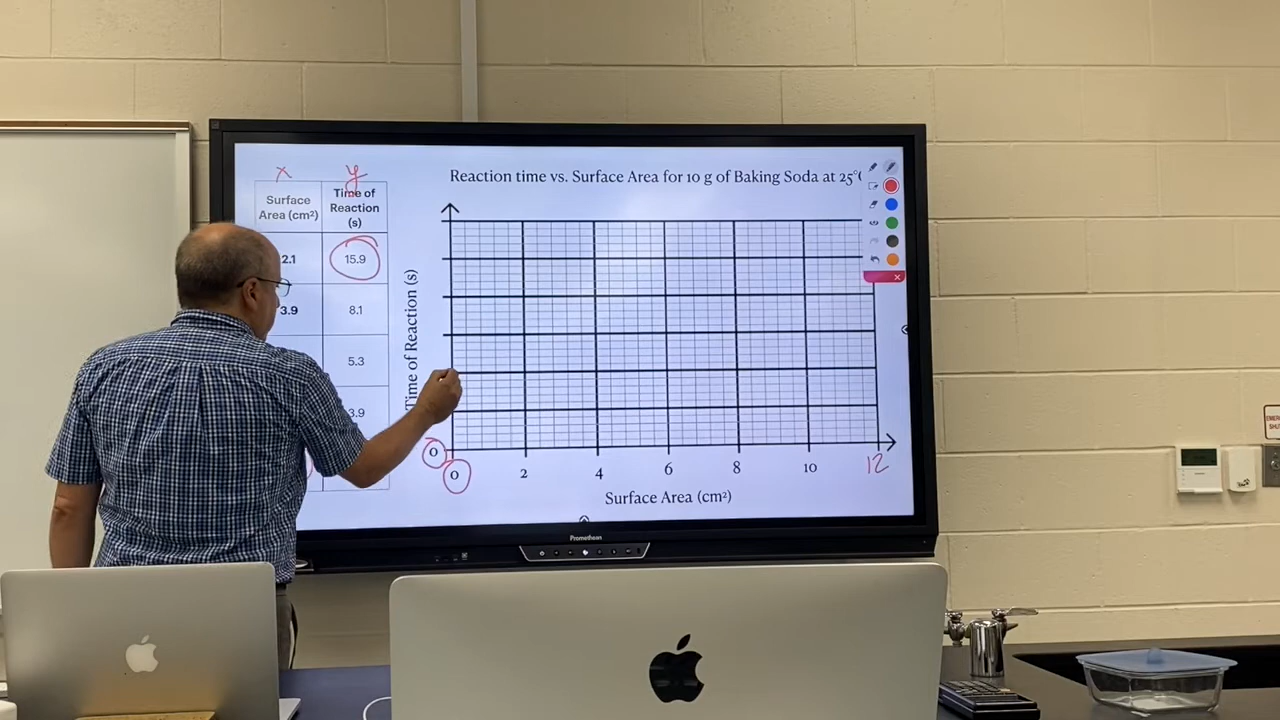 x y
Surface Area (cm²)
Time of Reaction (s)
2.1 15.9
3.9 8.1
5.3
3.9
Reaction time vs. Surface Area for 10 g of Baking Soda at 25°
Time of Reaction (s)
0
0 2 4 6 8 10 12
Surface Area (cm²)
Promethean